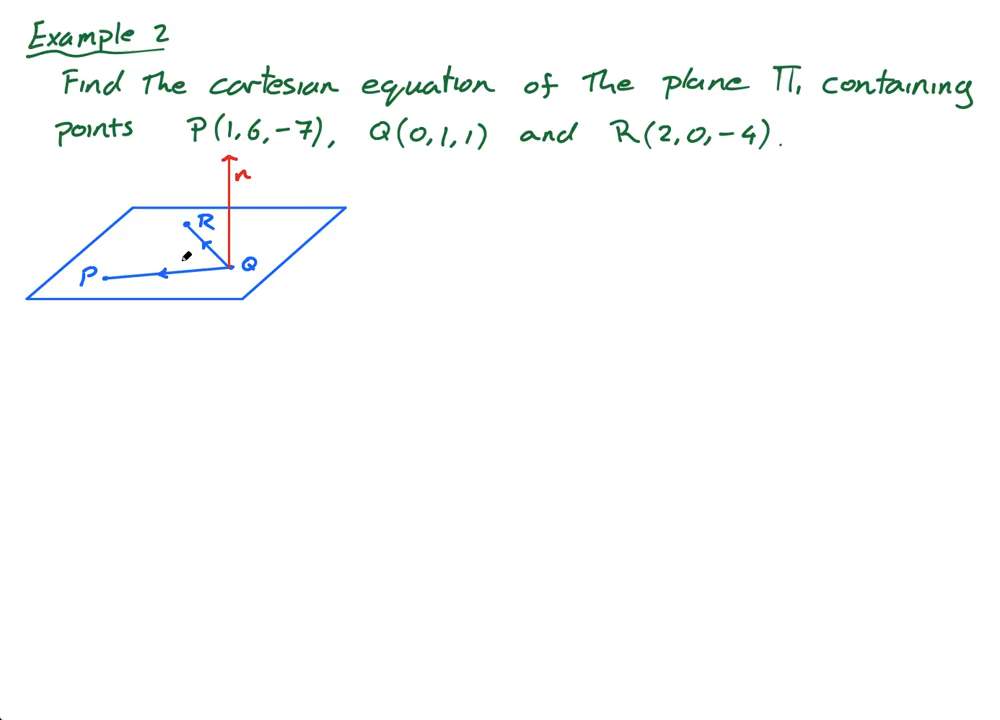 Example 2
Find the cartesian equation of the plane Π₁ containing
points P(1,6,-7), Q(0,1,1) and R(2,0,-4).
n
R
P
Q